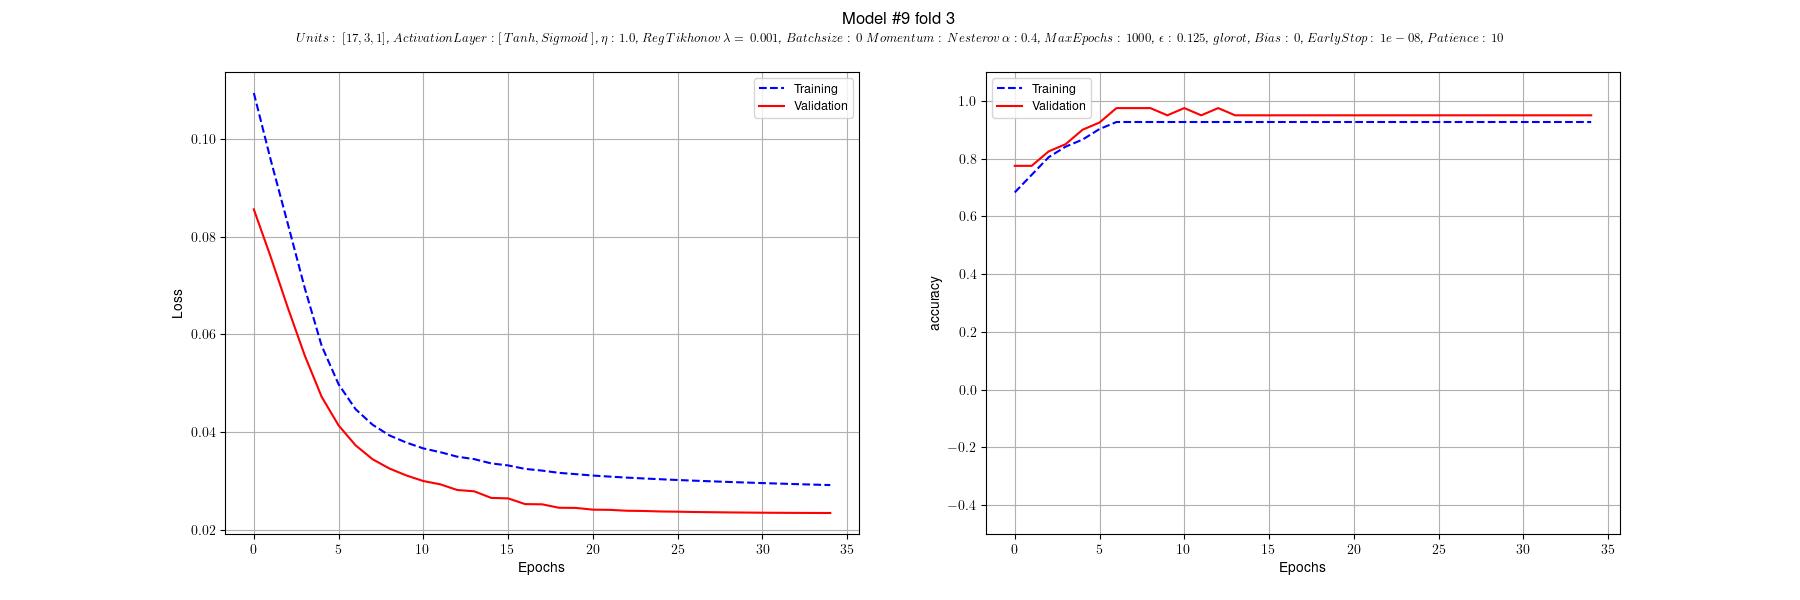 Model #9 fold 3
Units : [17, 3, 1], ActivationLayer : [ Tanh, Sigmoid ], η : 1.0, RegTikhonov λ = 0.001, Batchsize : 0 Momentum : Nesterov α : 0.4, MaxEpochs : 1000, ϵ : 0.125, glorot, Bias : 0, EarlyStop : 1e − 08, Patience : 10
Training
Validation
0.10
0.08
0.06
0.04
0.02
Loss
0 5 10 15 20 25 30 35
Epochs
Training
Validation
1.0
0.8
0.6
0.4
0.2
0.0
−0.2
−0.4
accuracy
0 5 10 15 20 25 30 35
Epochs